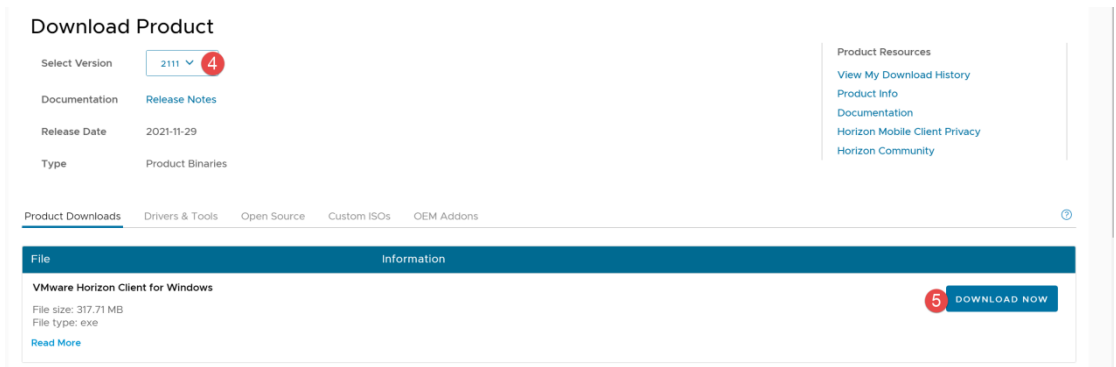 Download Product
Select Version 2111 4
Documentation Release Notes
Release Date 2021-11-29
Type Product Binaries
Product Resources
View My Download History
Product Info
Documentation
Horizon Mobile Client Privacy
Horizon Community
Product Downloads Drivers & Tools Open Source Custom ISOs OEM Addons ?
File Information
VMware Horizon Client for Windows
File size: 317.71 MB
File type: exe
Read More
5 DOWNLOAD NOW